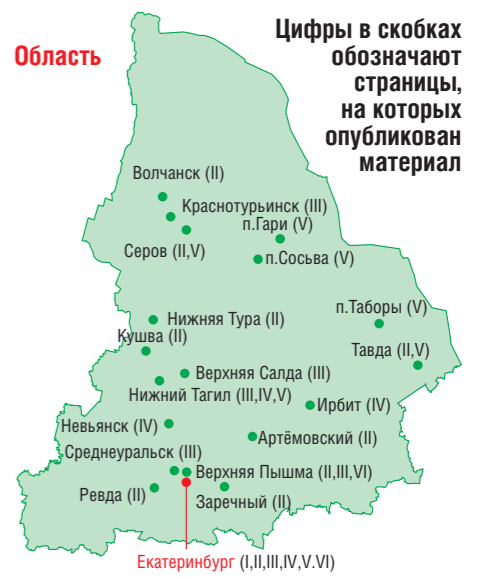 Область
Цифры в скобках
обозначают
страницы,
на которых
опубликован
материал
Волчанск (II)
Краснотурьинск (III)
п.Гари (V)
Серов (II,V)
п.Сосьва (V)
п.Таборы (V)
Нижняя Тура (II)
Кушва (II)
Тавда (II,V)
Верхняя Салда (III)
Нижний Тагил (III,IV,V)
Ирбит (IV)
Невьянск (IV)
Артёмовский (II)
Среднеуральск (III)
Верхняя Пышма (II,III,VI)
Ревда (II)
Заречный (II)
Екатеринбург (I,II,III,IV,V.VI)